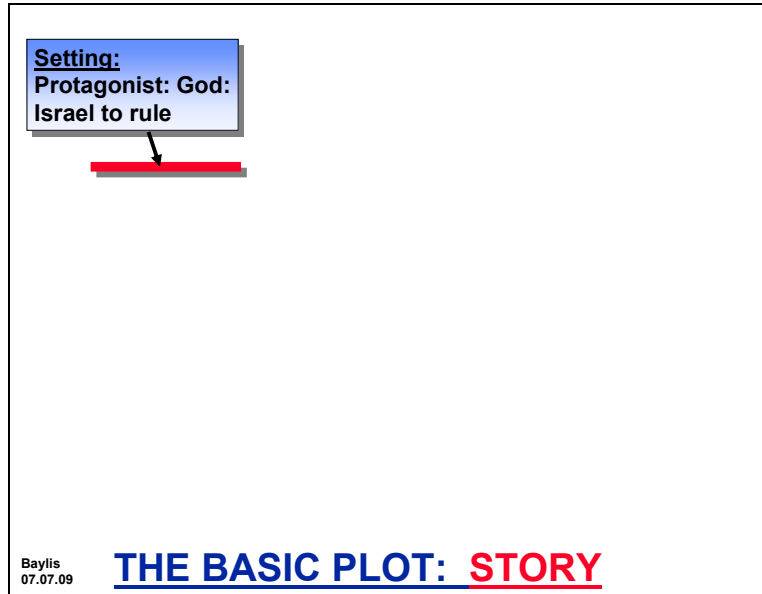 Setting:
Protagonist: God:
Israel to rule
Baylis
07.07.09
THE BASIC PLOT: STORY